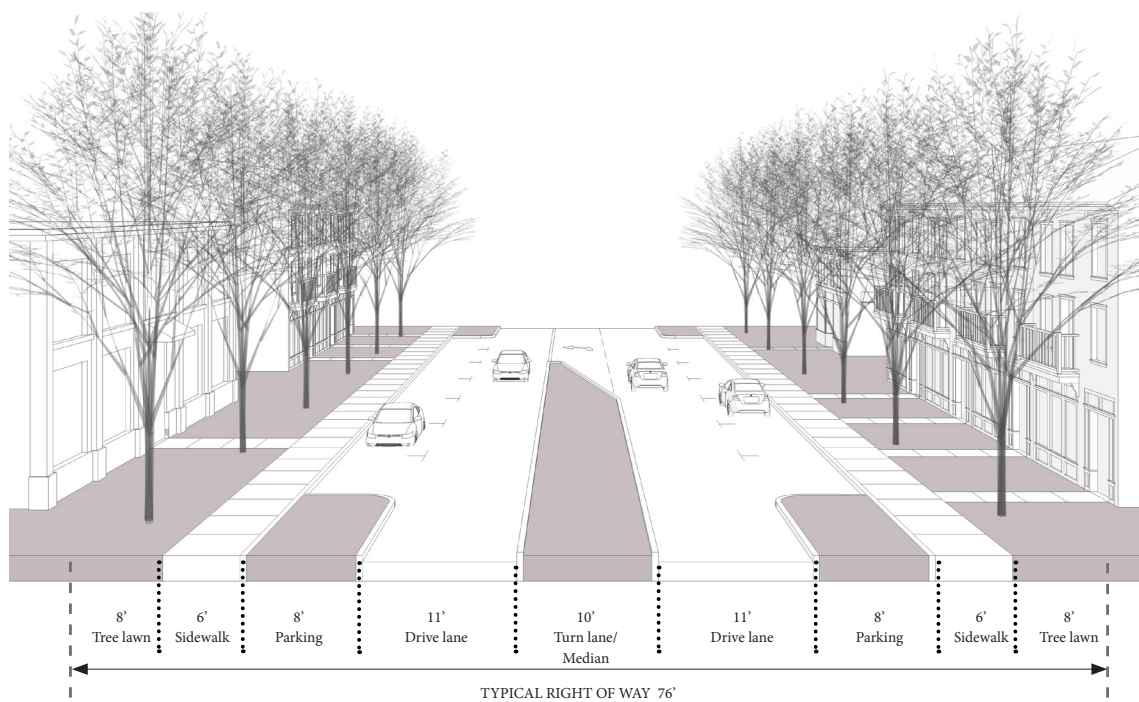 8’ 6’ 8’ 11’ 10’ 11’ 8’ 6’ 8’
Tree lawn Sidewalk Parking Drive lane Turn lane/ Drive lane Parking Sidewalk Tree lawn
Median
TYPICAL RIGHT OF WAY 76’